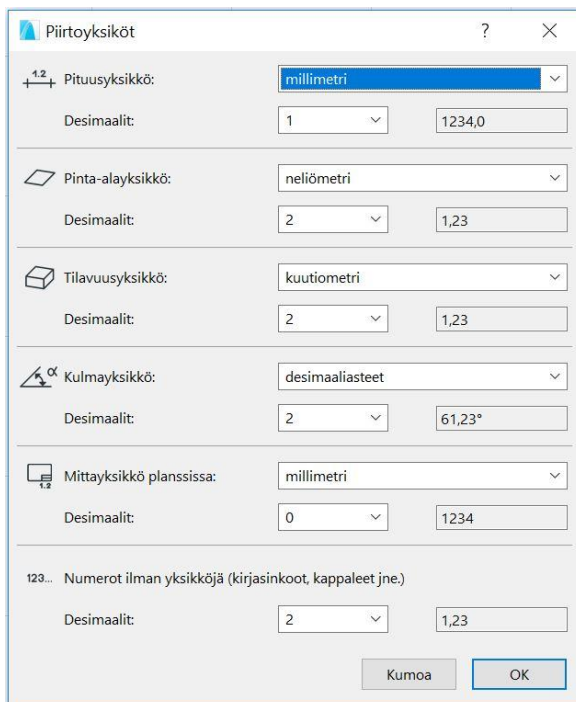 Piirtoyksiköt ?
1.2 Pituusyksikkö: millimetri
Desimaalit: 1 1234,0
Pinta-alayksikkö: neliömetri
Desimaalit: 2 1,23
Tilavuusyksikkö: kuutiometri
Desimaalit: 2 1,23
α Kulmayksikkö: desimaaliasteet
Desimaalit: 2 61,23°
1.2 Mittayksikkö planssissa: millimetri
Desimaalit: 0 1234
123... Numerot ilman yksikköjä (kirjasinkoot, kappaleet jne.)
Desimaalit: 2 1,23
Kumoa OK